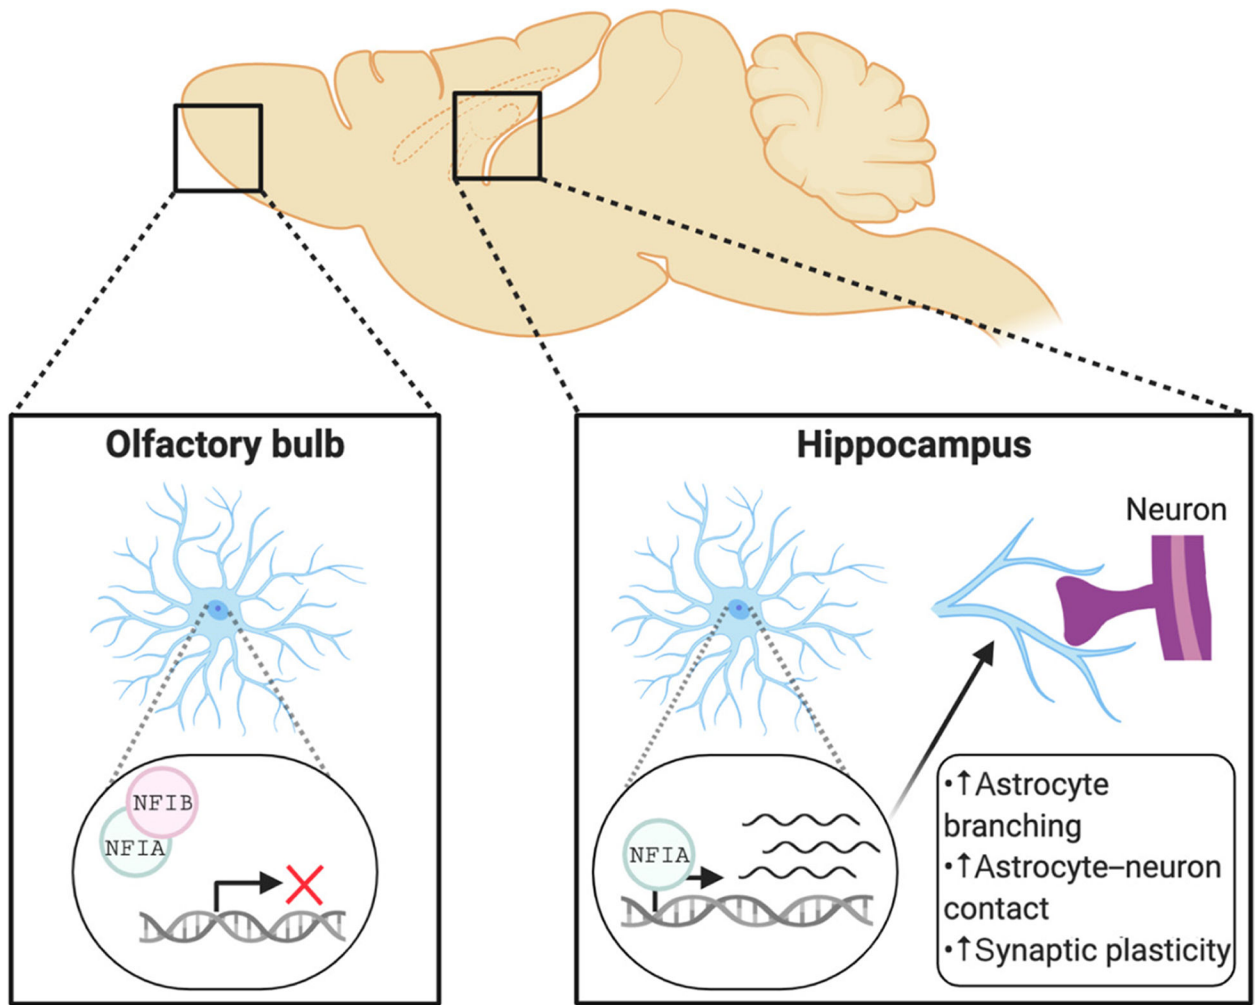 Olfactory bulb
NFIB
NFIA
Hippocampus
Neuron
NFIA
•↑Astrocyte
branching
•↑Astrocyte–neuron
contact
•↑Synaptic plasticity